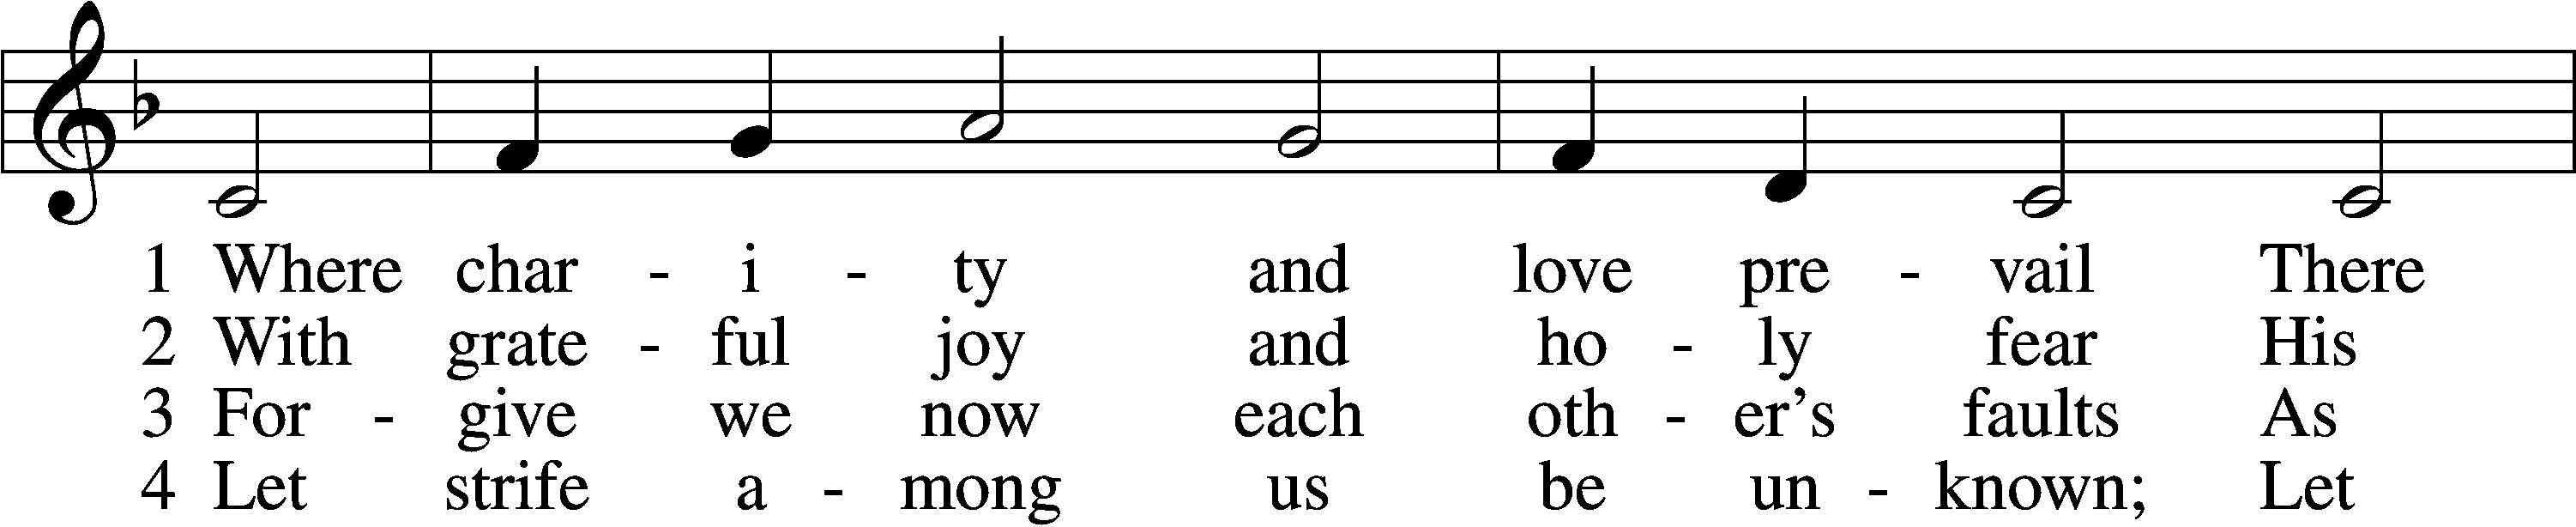 1 Where char - i - ty and love pre - vail There
2 With grate - ful joy and ho - ly fear His
3 For - give we now each oth - er’s faults As
4 Let strife a - mong us be un - known; Let